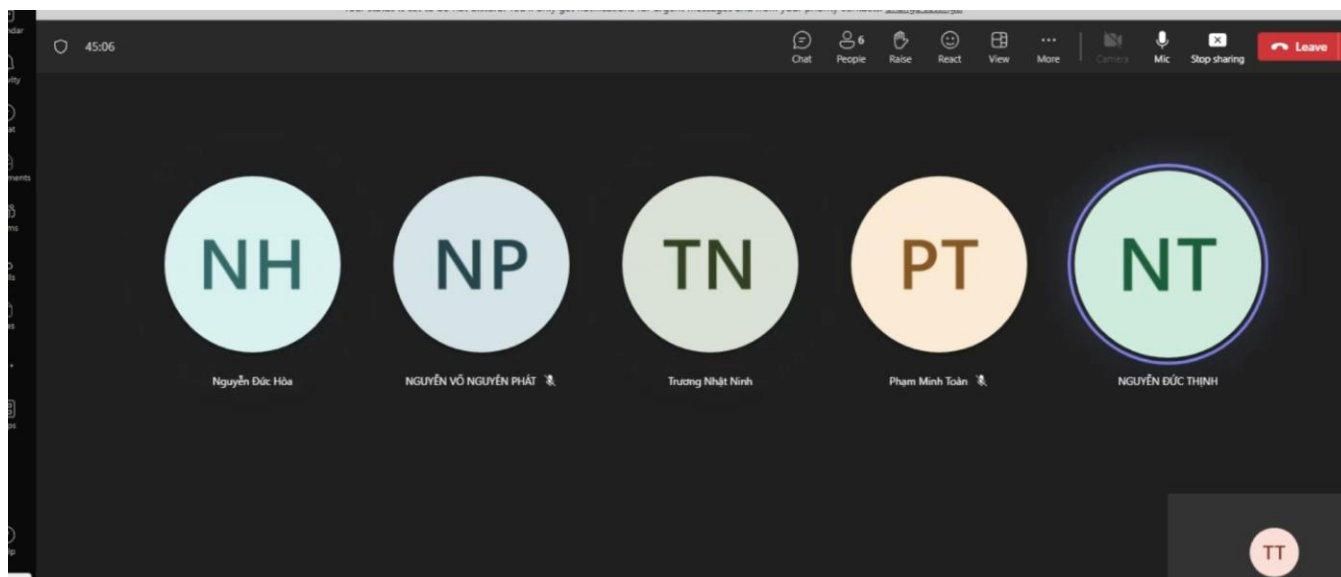 45:06
Chat
6
People
Raise
React
View
More
Camera
Mic
Stop sharing
Leave
NH
NP
TN
PT
NT
Nguyễn Đức Hòa
NGUYỄN VÕ NGUYÊN PHÁT
Trương Nhật Ninh
Phạm Minh Toàn
NGUYỄN ĐỨC THỊNH
TT